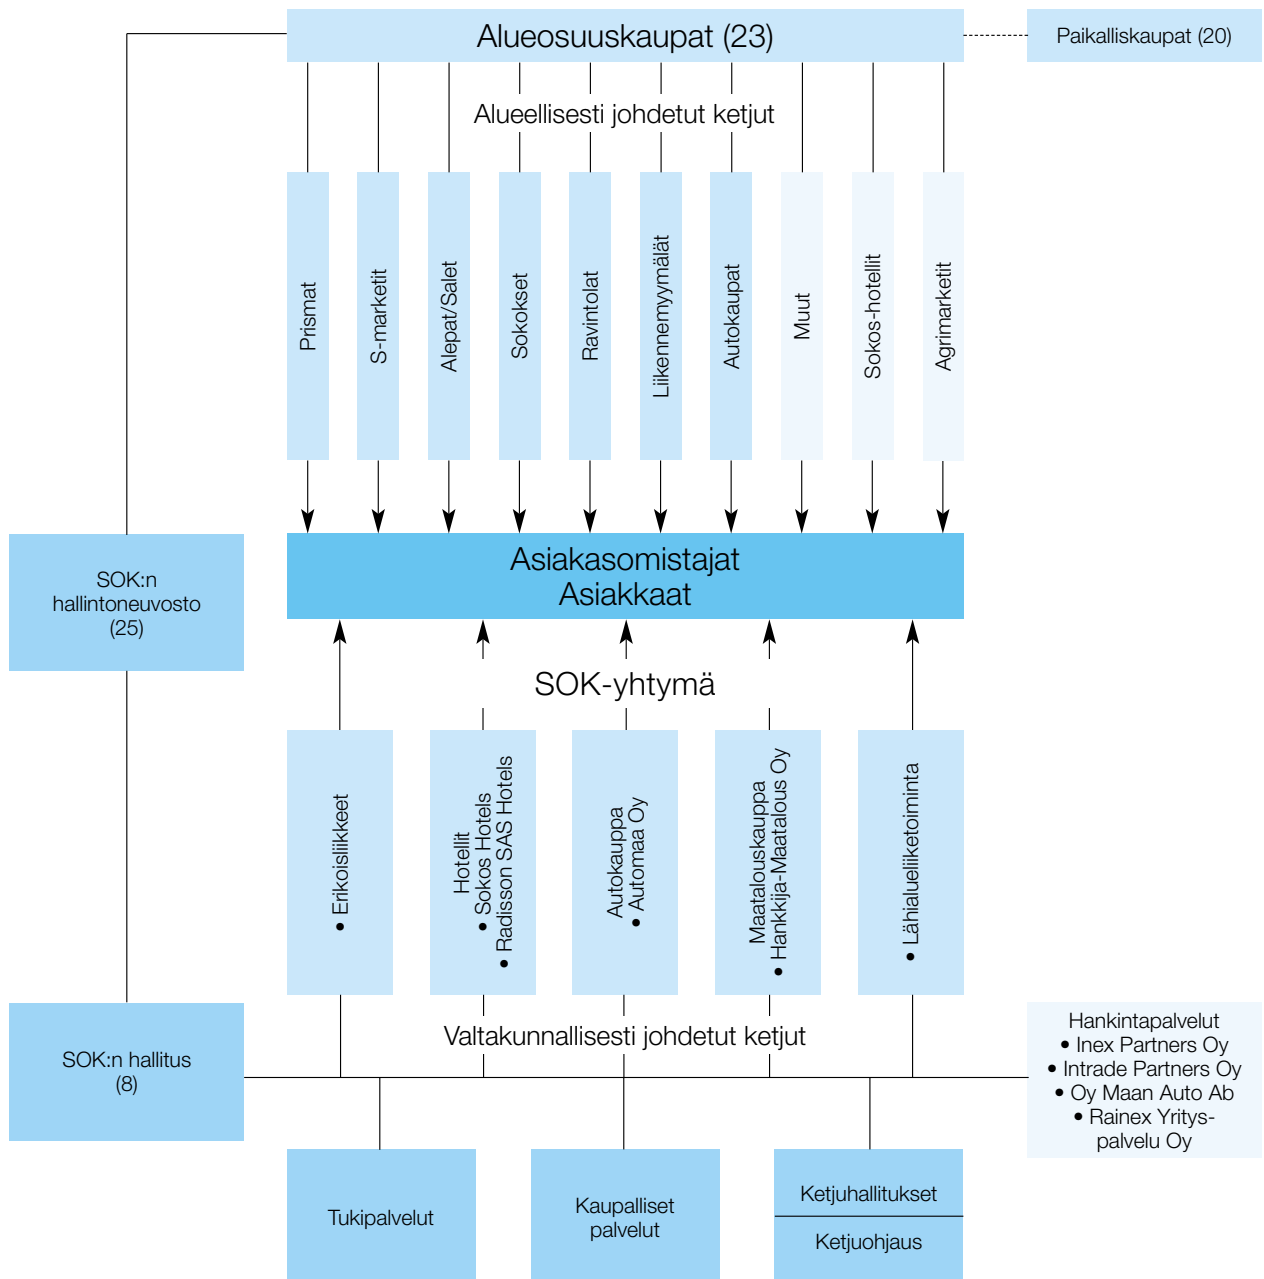 Alueosuuskaupat (23)
Paikalliskaupat (20)
Alueellisesti johdetut ketjut
Prismat
S-marketit
Alepat/Salet
Sokokset
Ravintolat
Liikennemyymälät
Autokaupat
Muut
Sokos-hotellit
Agrimarketit
SOK:n
hallintoneuvosto
(25)
Asiakasomistajat
Asiakkaat
SOK-yhtymä
• Erikoisliikkeet
Hotellit
• Sokos Hotels
• Radisson SAS Hotels
Autokauppa
• Automaa Oy
Maatalouskauppa
• Hankkija-Maatalous Oy
• Lähialueliiketoiminta
Valtakunnallisesti johdetut ketjut
SOK:n hallitus
(8)
Hankintapalvelut
• Inex Partners Oy
• Intrade Partners Oy
• Oy Maan Auto Ab
• Rainex Yritys-
palvelu Oy
Tukipalvelut
Kaupalliset
palvelut
Ketjuhallitukset
Ketjuohjaus